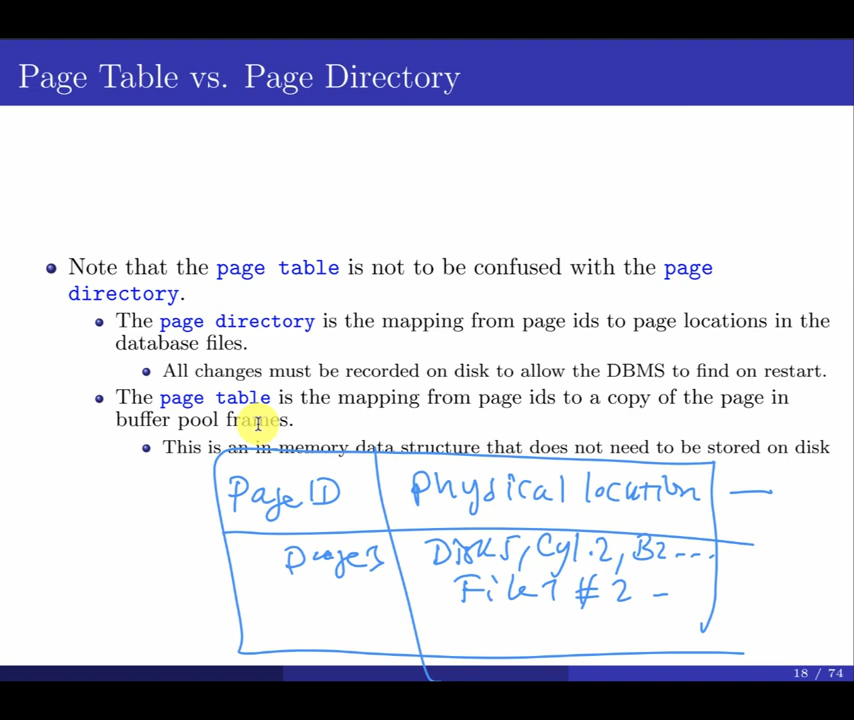 Page Table vs. Page Directory
Note that the page table is not to be confused with the page
directory.
The page directory is the mapping from page ids to page locations in the
database files.
All changes must be recorded on disk to allow the DBMS to find on restart.
The page table is the mapping from page ids to a copy of the page in
buffer pool frames.
This is an in-memory data structure that does not need to be stored on disk
Page ID Physical location
Page3 Disk5, Cyl.2, B2...
File1 #2 -
18 / 74